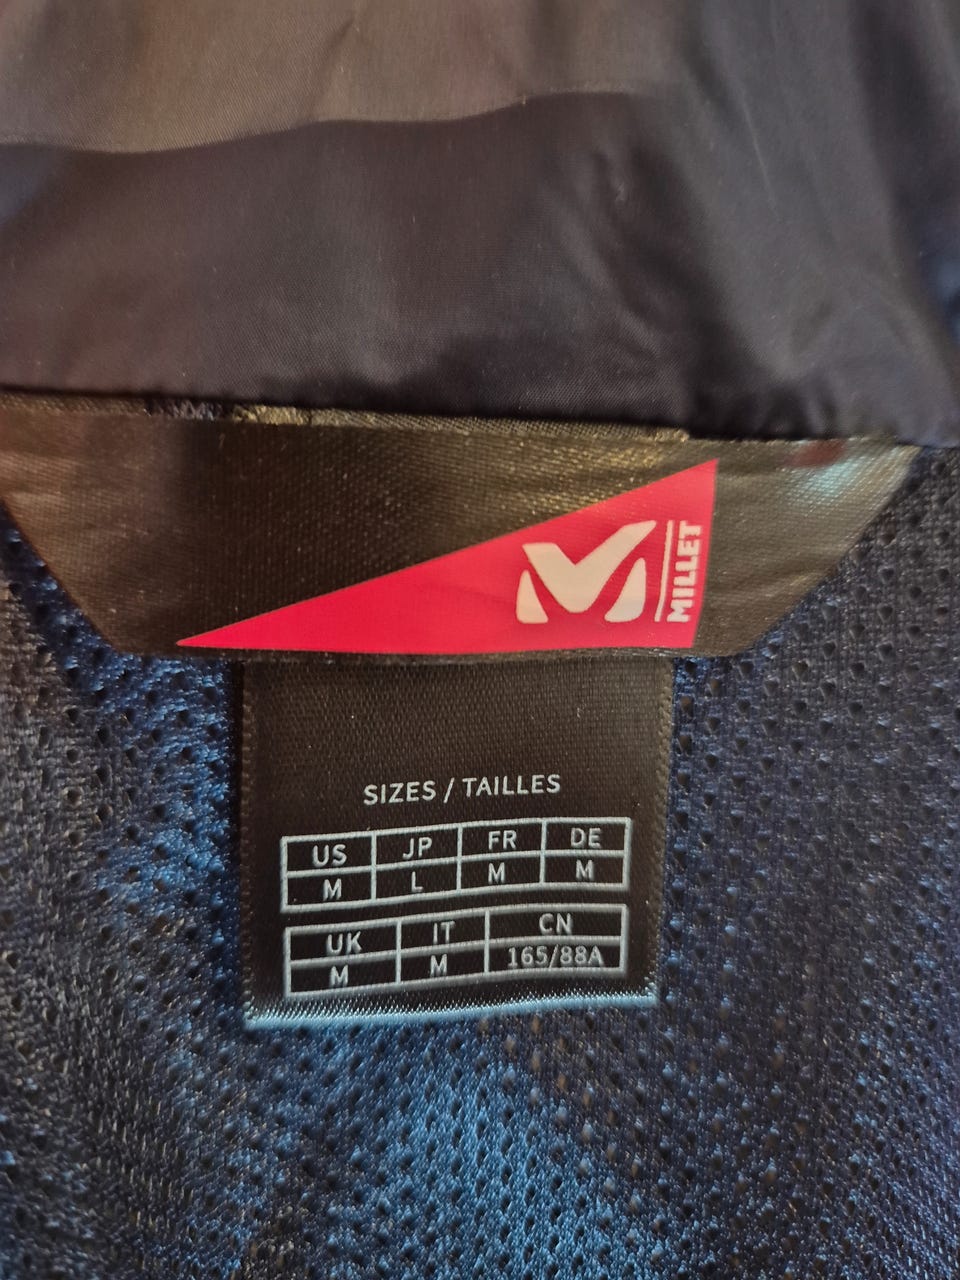 MILLET
SIZES / TAILLES
US JP FR DE
M L M M
UK IT CN
M M 165/88A